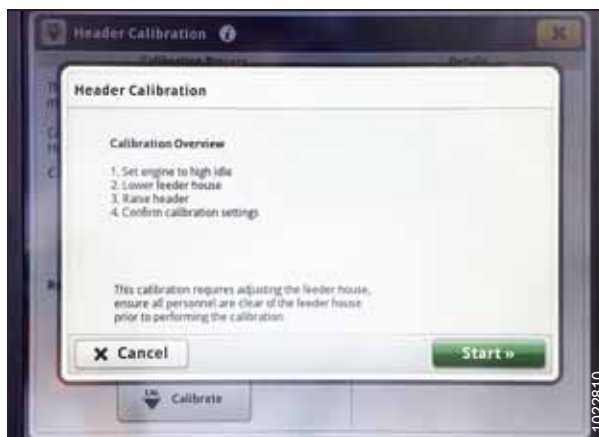 Header Calibration
Header Calibration
Calibration Overview
1. Set engine to high idle
2. Lower feeder house
3. Raise header
4. Confirm calibration settings
This calibration requires adjusting the feeder house,
ensure all personnel are clear of the feeder house
prior to performing the calibration
X Cancel
Start »
Calibrate
1022810